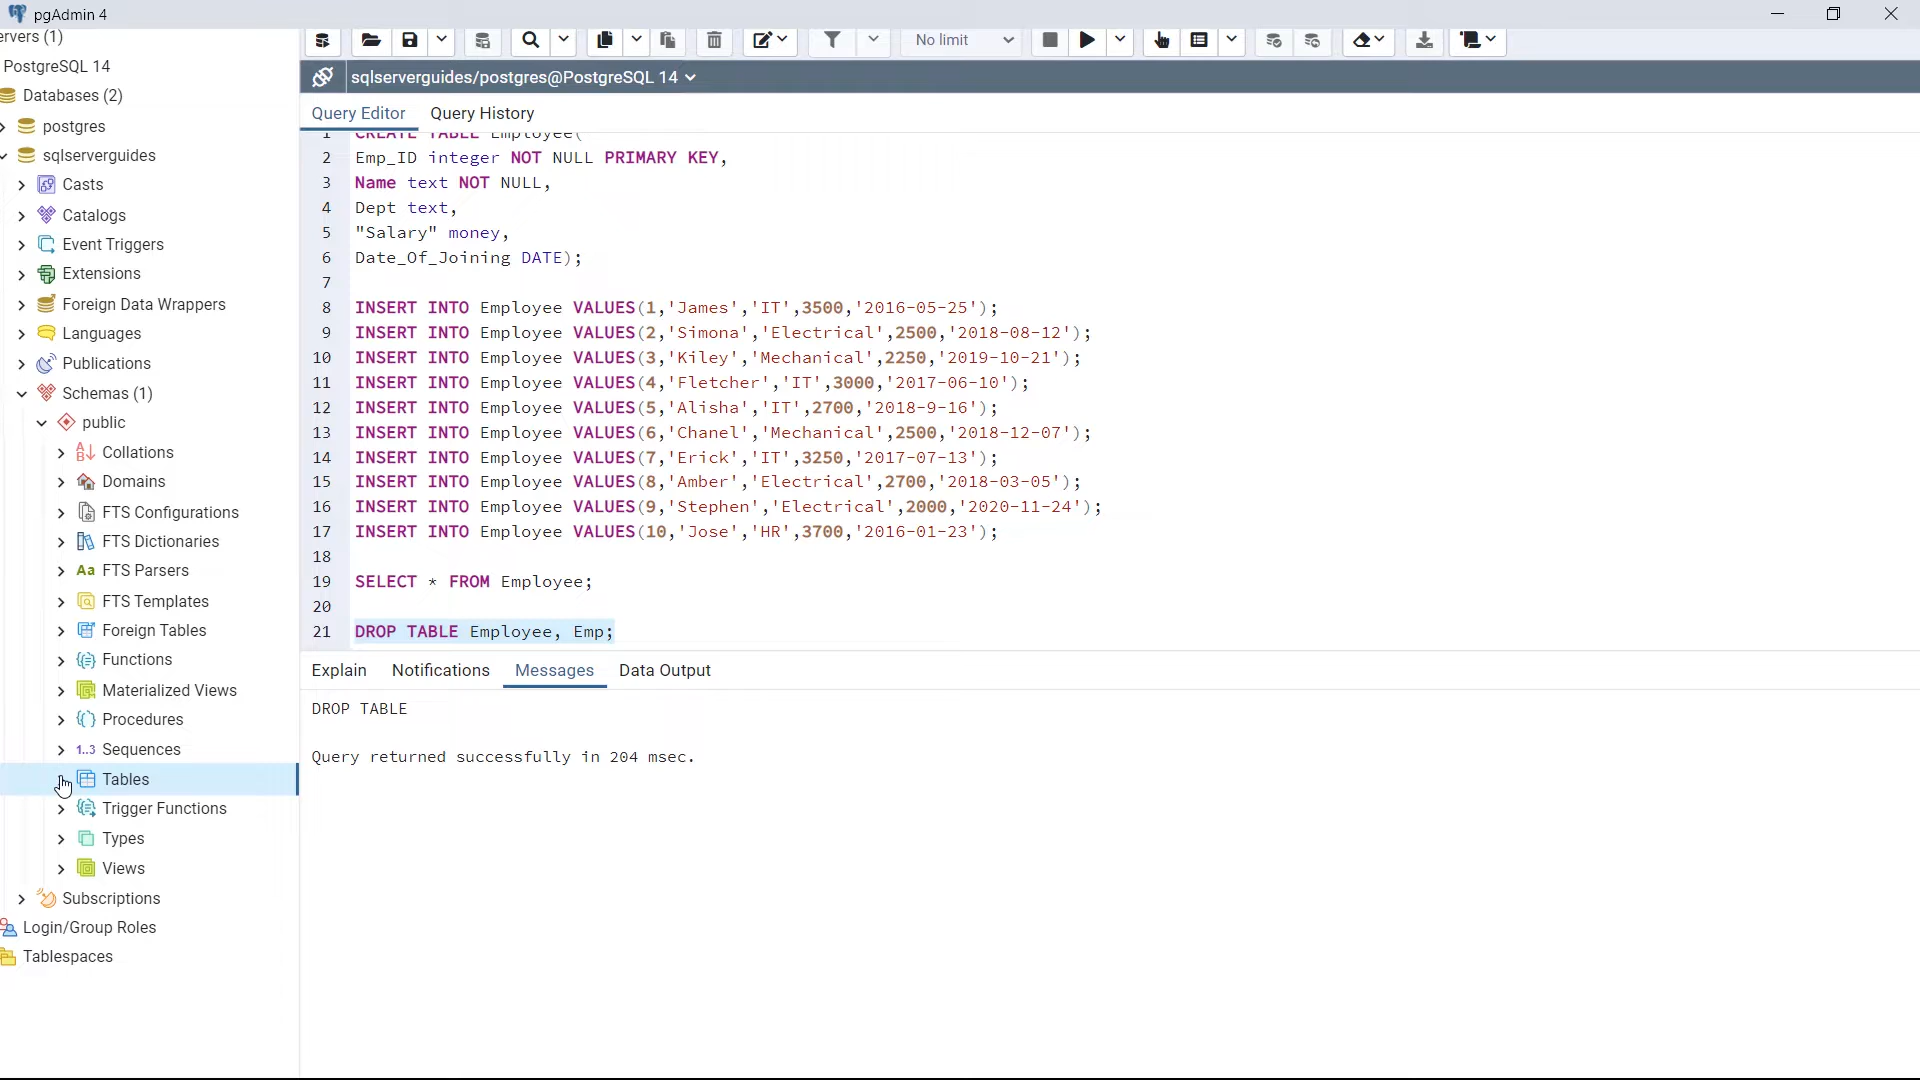 pgAdmin 4
ervers (1)
PostgreSQL 14
Databases (2)
postgres
sqlserverguides
Casts
Catalogs
Event Triggers
Extensions
Foreign Data Wrappers
Languages
Publications
Schemas (1)
public
Collations
Domains
FTS Configurations
FTS Dictionaries
Aa FTS Parsers
FTS Templates
Foreign Tables
Functions
Materialized Views
Procedures
1..3 Sequences
Tables
Trigger Functions
Types
Views
Subscriptions
Login/Group Roles
Tablespaces
No limit
sqlserverguides/postgres@PostgreSQL 14
Query Editor Query History
1 CREATE TABLE Employee(
2 Emp_ID integer NOT NULL PRIMARY KEY,
3 Name text NOT NULL,
4 Dept text,
5 "Salary" money,
6 Date_Of_Joining DATE);
7
8 INSERT INTO Employee VALUES(1,'James','IT',3500,'2016-05-25');
9 INSERT INTO Employee VALUES(2,'Simona','Electrical',2500,'2018-08-12');
10 INSERT INTO Employee VALUES(3,'Kiley','Mechanical',2250,'2019-10-21');
11 INSERT INTO Employee VALUES(4,'Fletcher','IT',3000,'2017-06-10');
12 INSERT INTO Employee VALUES(5,'Alisha','IT',2700,'2018-9-16');
13 INSERT INTO Employee VALUES(6,'Chanel','Mechanical',2500,'2018-12-07');
14 INSERT INTO Employee VALUES(7,'Erick','IT',3250,'2017-07-13');
15 INSERT INTO Employee VALUES(8,'Amber','Electrical',2700,'2018-03-05');
16 INSERT INTO Employee VALUES(9,'Stephen','Electrical',2000,'2020-11-24');
17 INSERT INTO Employee VALUES(10,'Jose','HR',3700,'2016-01-23');
18
19 SELECT * FROM Employee;
20
21 DROP TABLE Employee, Emp;
Explain Notifications Messages Data Output
DROP TABLE
Query returned successfully in 204 msec.